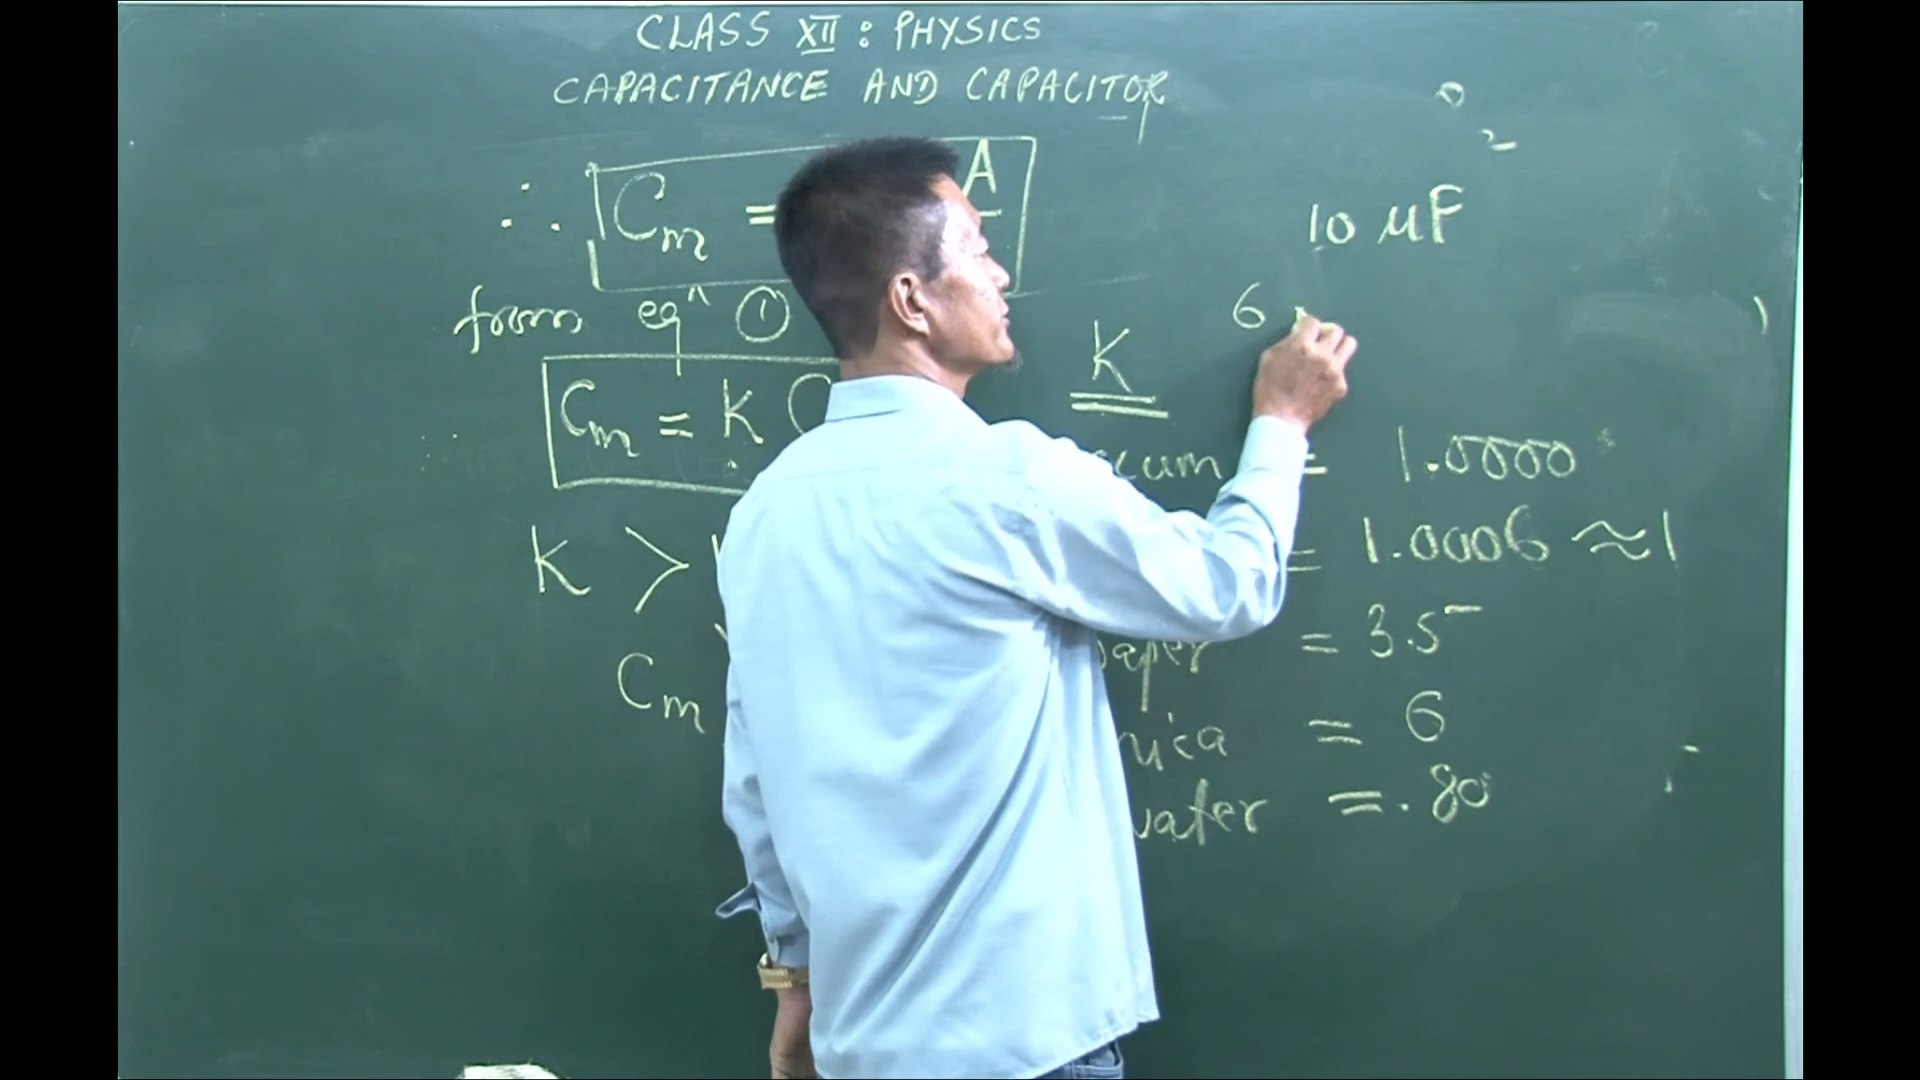 CLASS XII : PHYSICS
CAPACITANCE AND CAPACITOR
∴ Cm = A
10 μF
from eqn ①
6
K
Cm = K C
= 1.0000
K >
= 1.0006 ≈ 1
paper = 3.5
Cm
mica = 6
water = 80